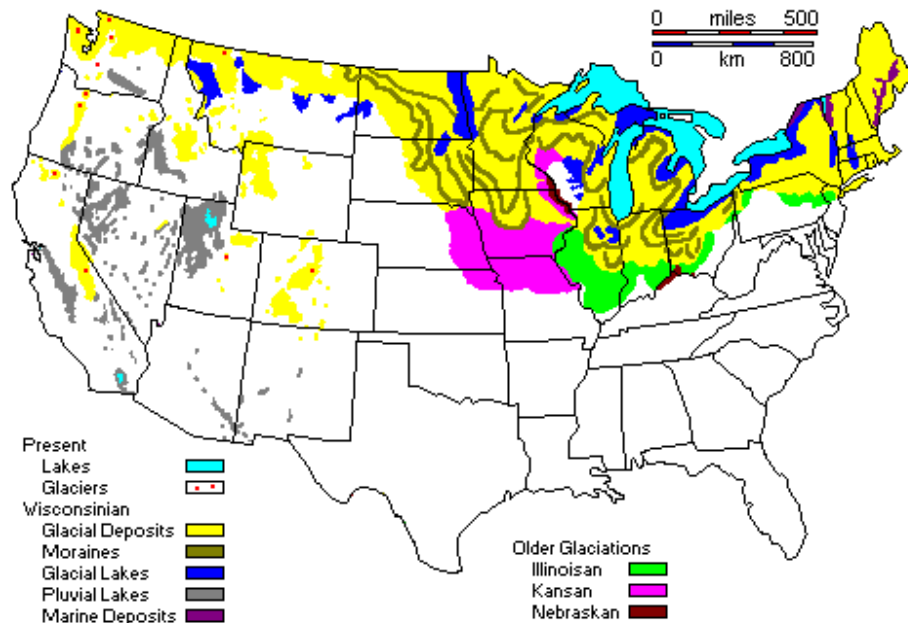 0 miles 500
0 km 800
Present
Lakes
Glaciers
Wisconsinian
Glacial Deposits
Moraines
Glacial Lakes
Pluvial Lakes
Marine Deposits
Older Glaciations
Illinoisan
Kansan
Nebraskan